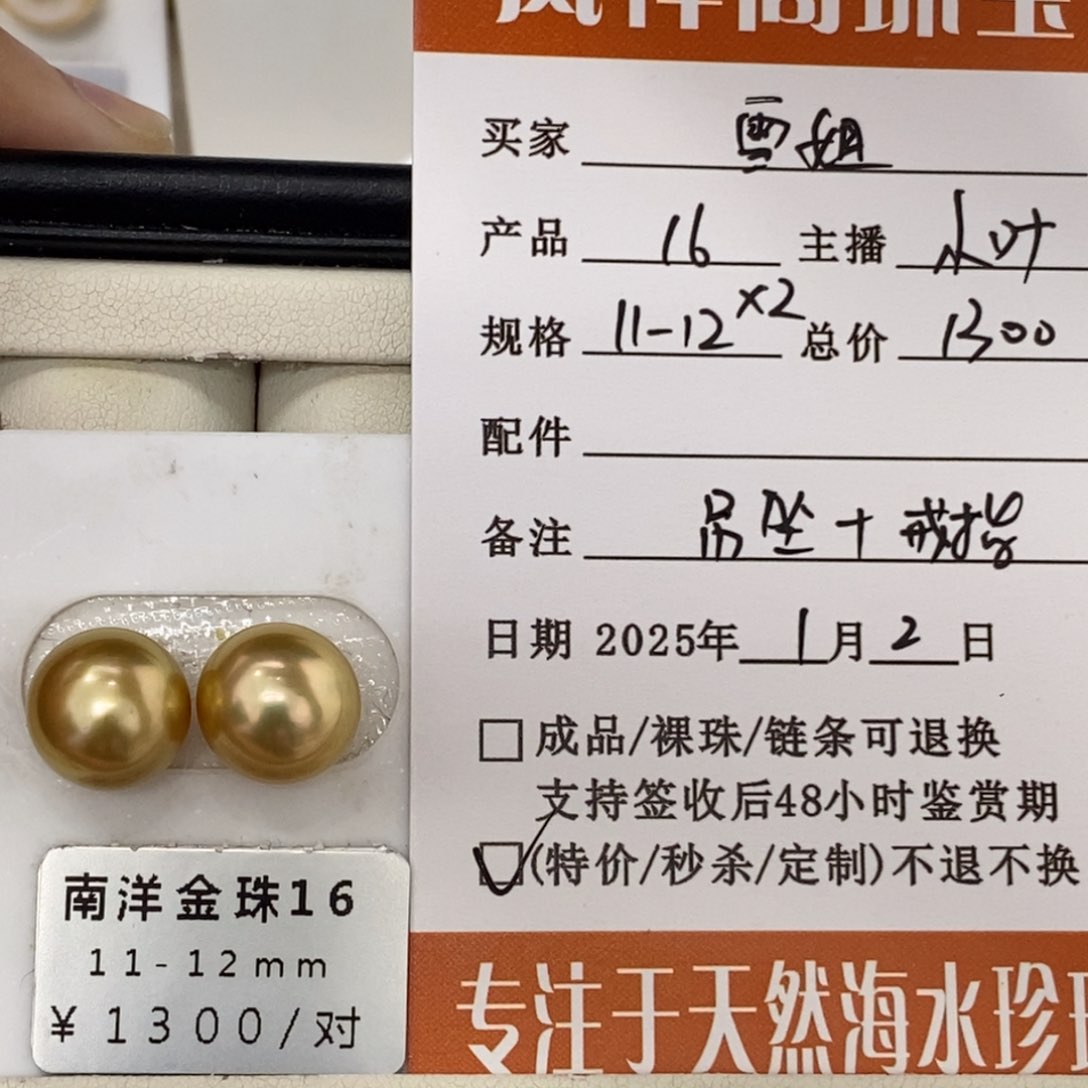 买家 雪姐
产品 16 主播 小叶
规格 11-12×2 总价 1300
配件
备注 吊坠+戒指
日期 2025年1月2日
成品/裸珠/链条可退换
支持签收后48小时鉴赏期
(特价/秒杀/定制)不退不换
专注于天然海水珍
南洋金珠16
11-12mm
¥1300/对